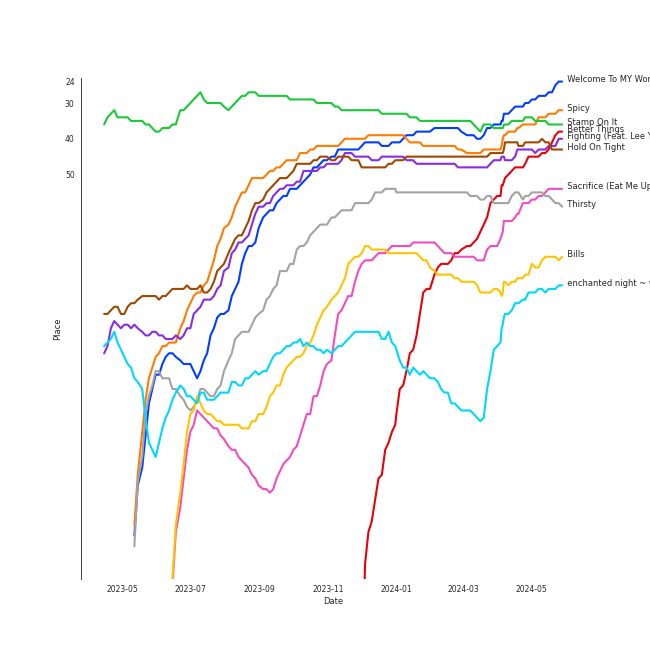 24
30
40
50
Place
Welcome To MY Wor
Spicy
Stamp On It
Better Things
Fighting (Feat. Lee Y
Hold On Tight
Sacrifice (Eat Me Up
Thirsty
Bills
enchanted night ~
2023-05
2023-07
2023-09
2023-11
2024-01
2024-03
2024-05
Date